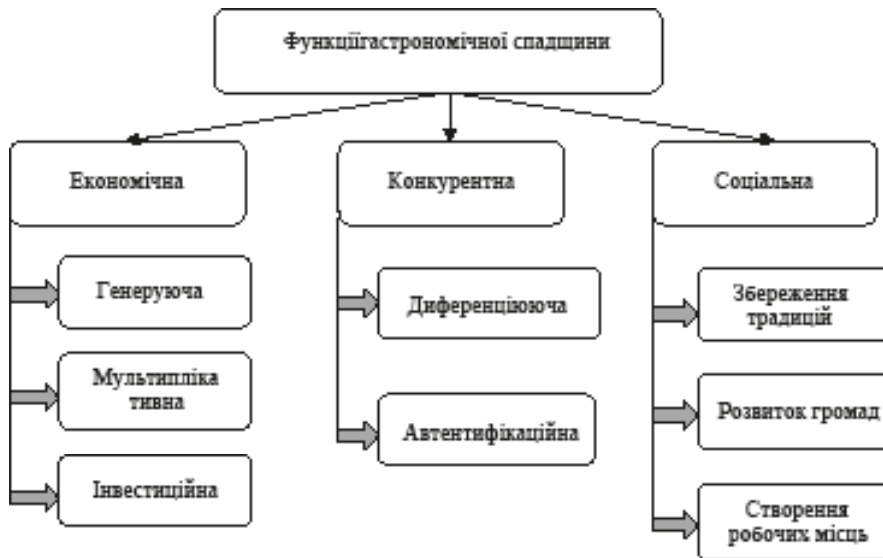 Функціїгастрономічної спадщини
Економічна
Конкурентна
Соціальна
Генеруюча
Мультипліка
тивна
Інвестиційна
Диференціююча
Автентифікаційна
Збереження
традицій
Розвиток громад
Створення
робочих місць